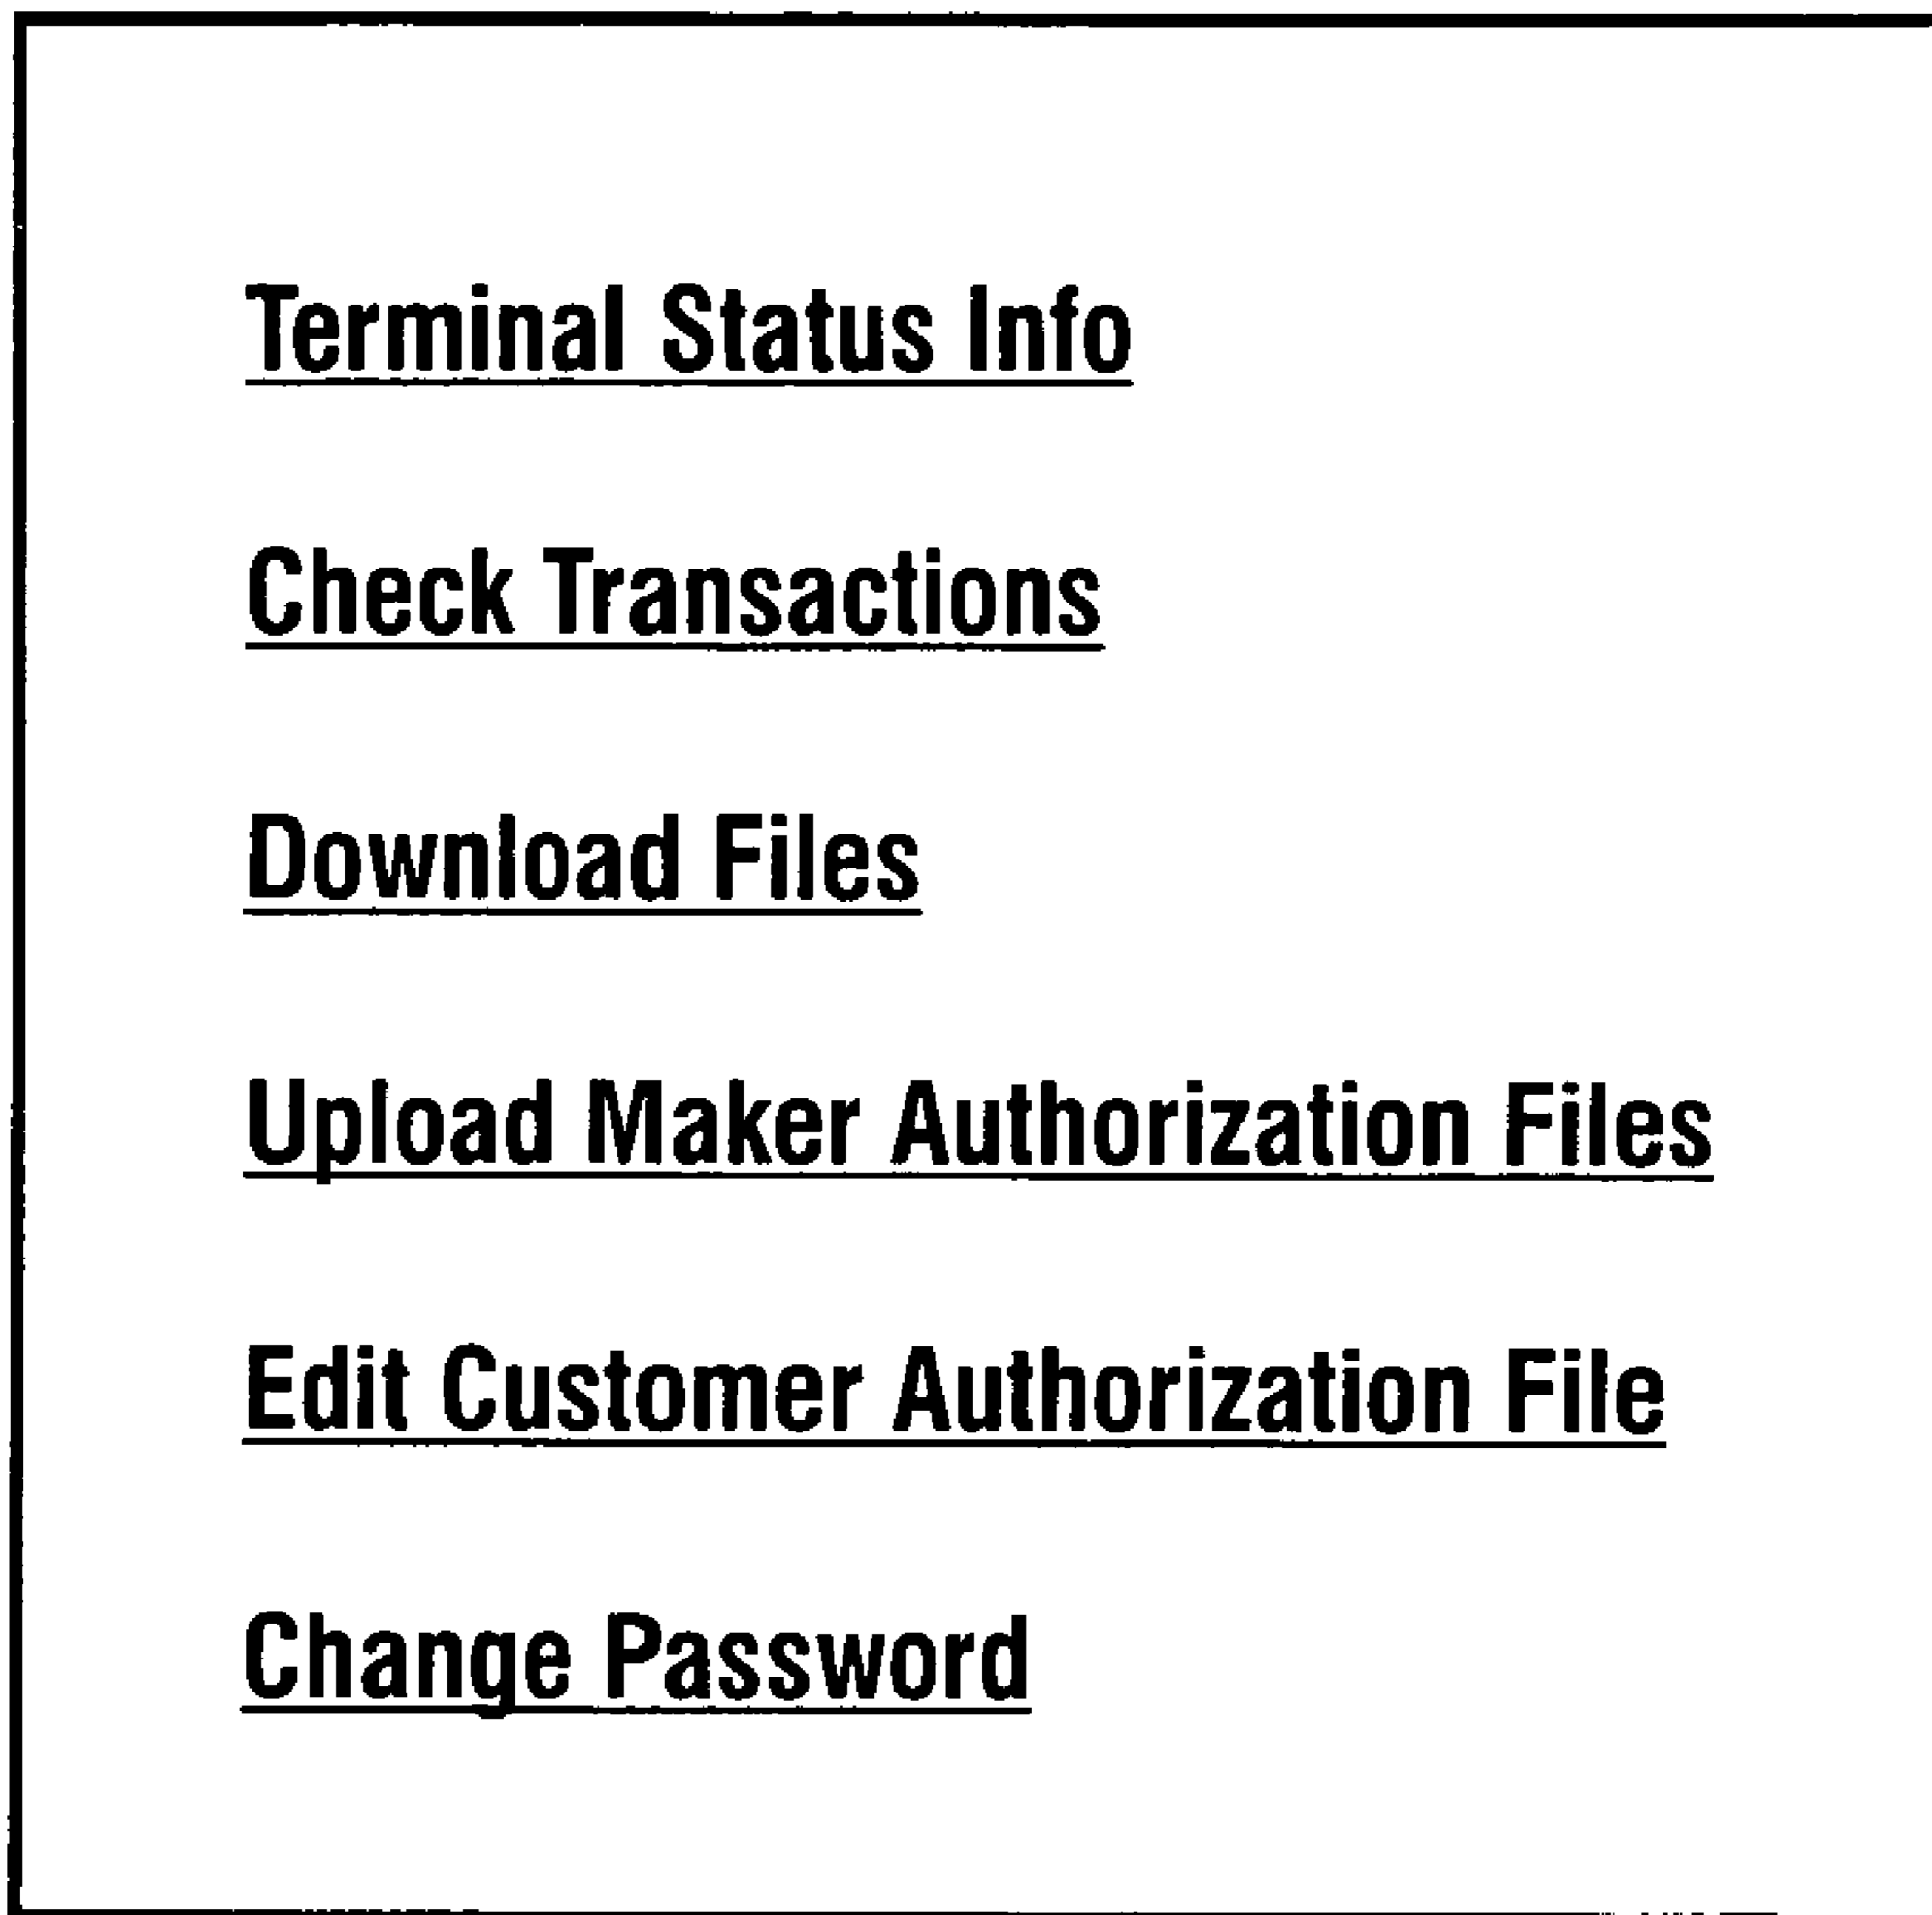 Terminal Status Info
Check Transactions
Download Files
Upload Maker Authorization Files
Edit Customer Authorization File
Change Password